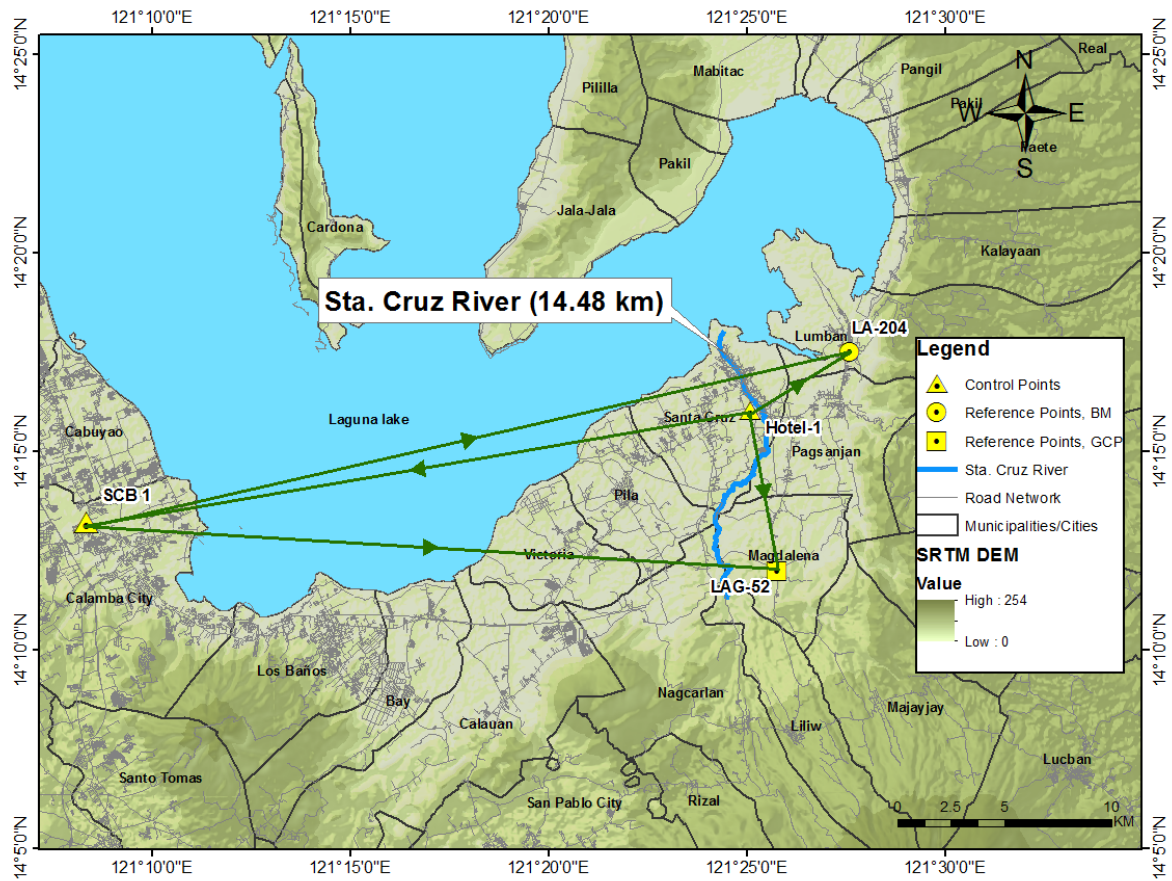 121°10'0"E 121°15'0"E 121°20'0"E 121°25'0"E 121°30'0"E
14°25'0"N 14°25'0"N
Real
Mabitac
Pangil
Pililla
N
Pakil
W E
Paete
S
Pakil
Jala-Jala
Cardona
14°20'0"N 14°20'0"N
Kalayaan
Sta. Cruz River (14.48 km)
LA-204
Lumban
Legend
Control Points
Reference Points, BM
Reference Points, GCP
Sta. Cruz River
Road Network
Municipalities/Cities
SRTM DEM
Value
High : 254
Low : 0
Laguna lake
Santa Cruz
Hotel-1
Cabuyao
14°15'0"N 14°15'0"N
Pagsanjan
SCB 1
Pila
Victoria
Magdalena
LAG-52
Calamba City
14°10'0"N 14°10'0"N
Los Baños
Bay
Nagcarlan
Calauan
Liliw
Majayjay
Lucban
Santo Tomas
San Pablo City
Rizal
0 2.5 5 10
KM
14°5'0"N 14°5'0"N
121°10'0"E 121°15'0"E 121°20'0"E 121°25'0"E 121°30'0"E